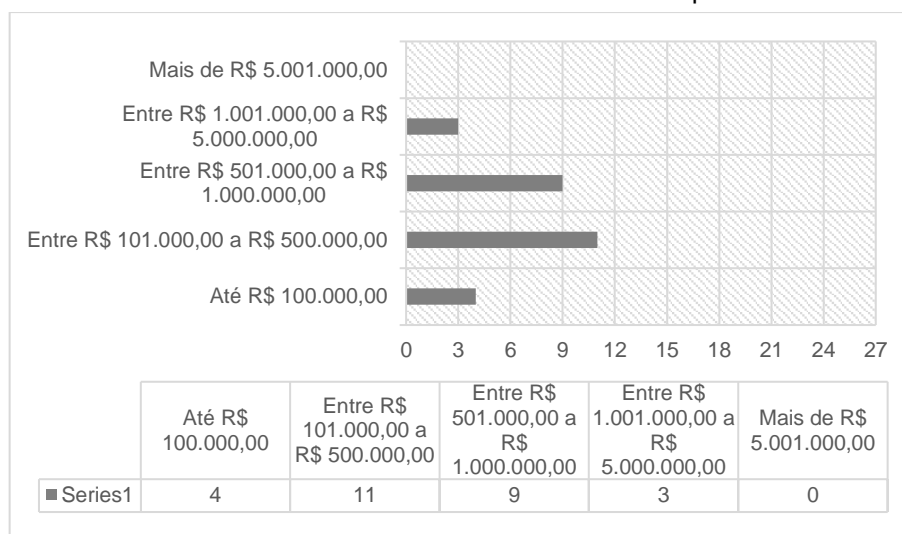 Mais de R$ 5.001.000,00
Entre R$ 1.001.000,00 a R$
5.000.000,00
Entre R$ 501.000,00 a R$
1.000.000,00
Entre R$ 101.000,00 a R$ 500.000,00
Até R$ 100.000,00
0 3 6 9 12 15 18 21 24 27
Até R$
100.000,00
Entre R$
101.000,00 a
R$ 500.000,00
Entre R$
501.000,00 a
R$
1.000.000,00
Entre R$
1.001.000,00 a
R$
5.000.000,00
Mais de R$
5.001.000,00
Series1 4 11 9 3 0